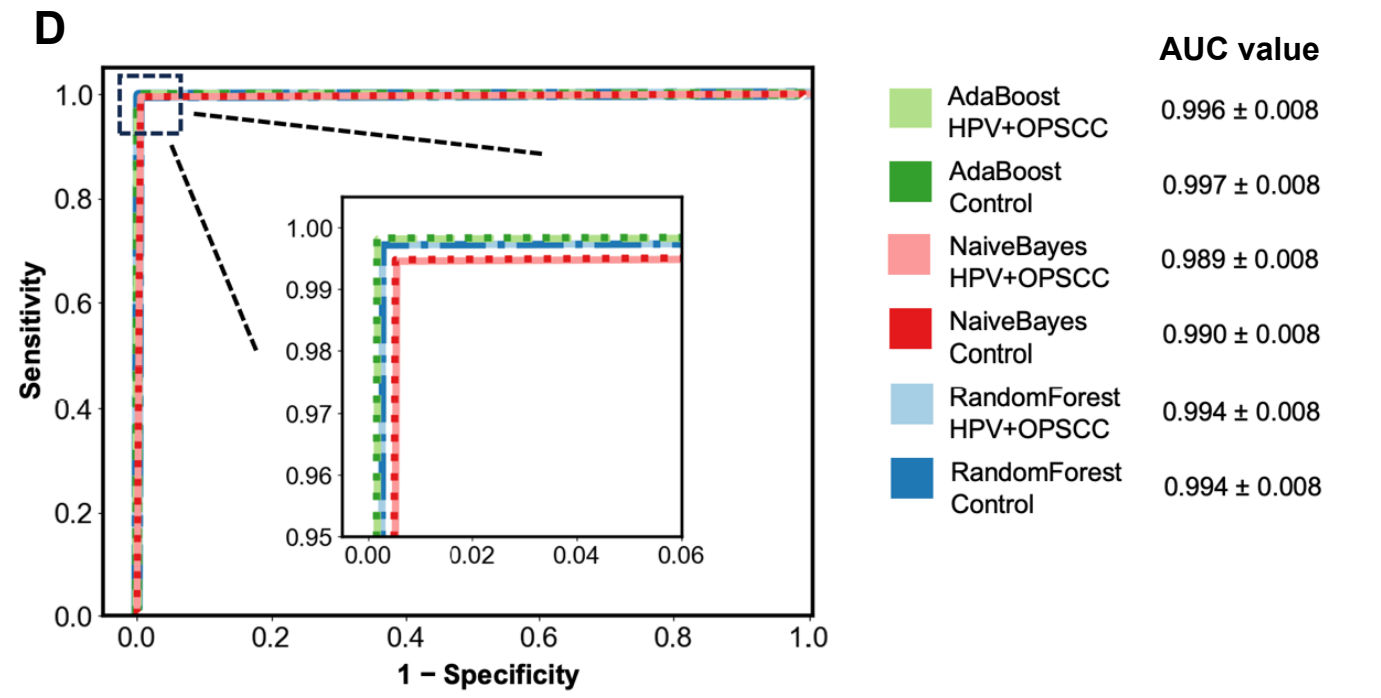 D
AUC value
AdaBoost
HPV+OPSCC
0.996 ± 0.008
AdaBoost
Control
0.997 ± 0.008
NaiveBayes
HPV+OPSCC
0.989 ± 0.008
NaiveBayes
Control
0.990 ± 0.008
RandomForest
HPV+OPSCC
0.994 ± 0.008
RandomForest
Control
0.994 ± 0.008
Sensitivity
1.0
0.8
0.6
0.4
0.2
0.0
1.00
0.99
0.98
0.97
0.96
0.95
0.00 0.02 0.04 0.06
0.0 0.2 0.4 0.6 0.8 1.0
1 − Specificity